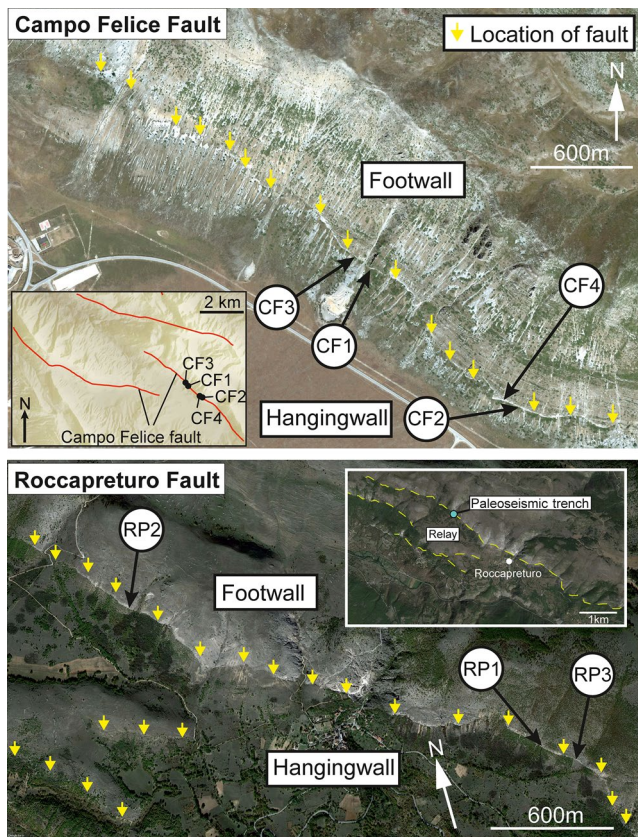 Campo Felice Fault
Location of fault
N
600m
Footwall
CF3
CF1
CF4
CF2
Hangingwall
2 km
CF3
CF1
CF2
CF4
N
Campo Felice fault
Roccapreturo Fault
RP2
Footwall
Paleoseismic trench
Relay
Roccapreturo
1km
RP1
RP3
N
Hangingwall
600m